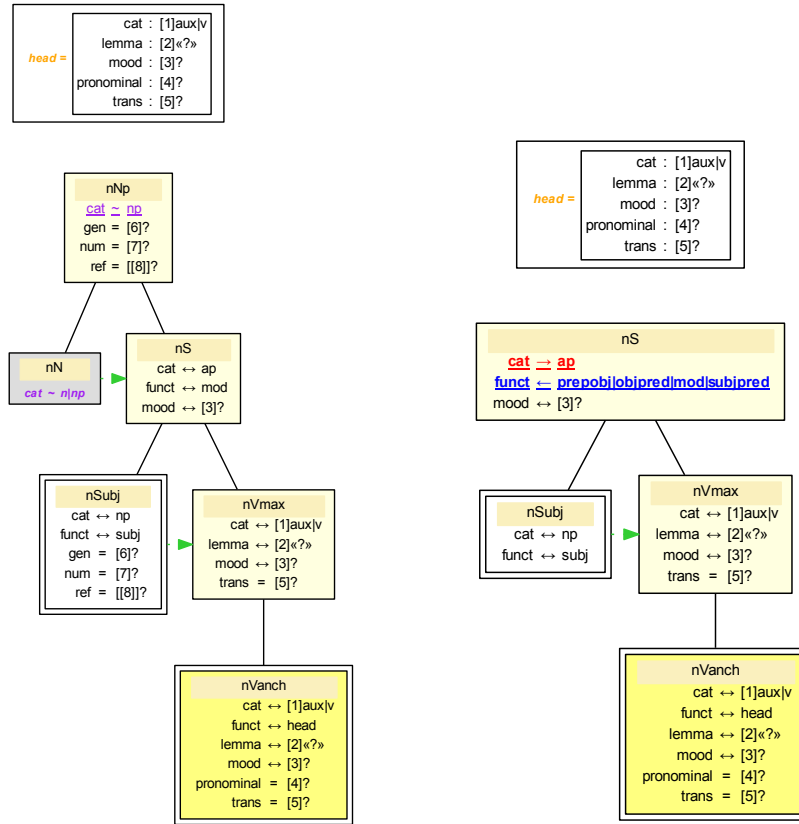 cat : [1]aux|v
lemma : [2]«?»
head =
mood : [3]?
pronominal : [4]?
trans : [5]?
nNp
cat ~ np
gen = [6]?
num = [7]?
ref = [[8]]?
nN
cat ~ n|np
nS
cat ↔ ap
funct ↔ mod
mood ↔ [3]?
nSubj
cat ↔ np
funct ↔ subj
gen = [6]?
num = [7]?
ref = [[8]]?
nVmax
cat ↔ [1]aux|v
lemma ↔ [2]«?»
mood ↔ [3]?
trans = [5]?
nVanch
cat ↔ [1]aux|v
funct ↔ head
lemma ↔ [2]«?»
mood ↔ [3]?
pronominal = [4]?
trans = [5]?
cat : [1]aux|v
lemma : [2]«?»
head =
mood : [3]?
pronominal : [4]?
trans : [5]?
nS
cat → ap
funct ← prepobj|objpred|mod|subjpred
mood ↔ [3]?
nSubj
cat ↔ np
funct ↔ subj
nVmax
cat ↔ [1]aux|v
lemma ↔ [2]«?»
mood ↔ [3]?
trans = [5]?
nVanch
cat ↔ [1]aux|v
funct ↔ head
lemma ↔ [2]«?»
mood ↔ [3]?
pronominal = [4]?
trans = [5]?